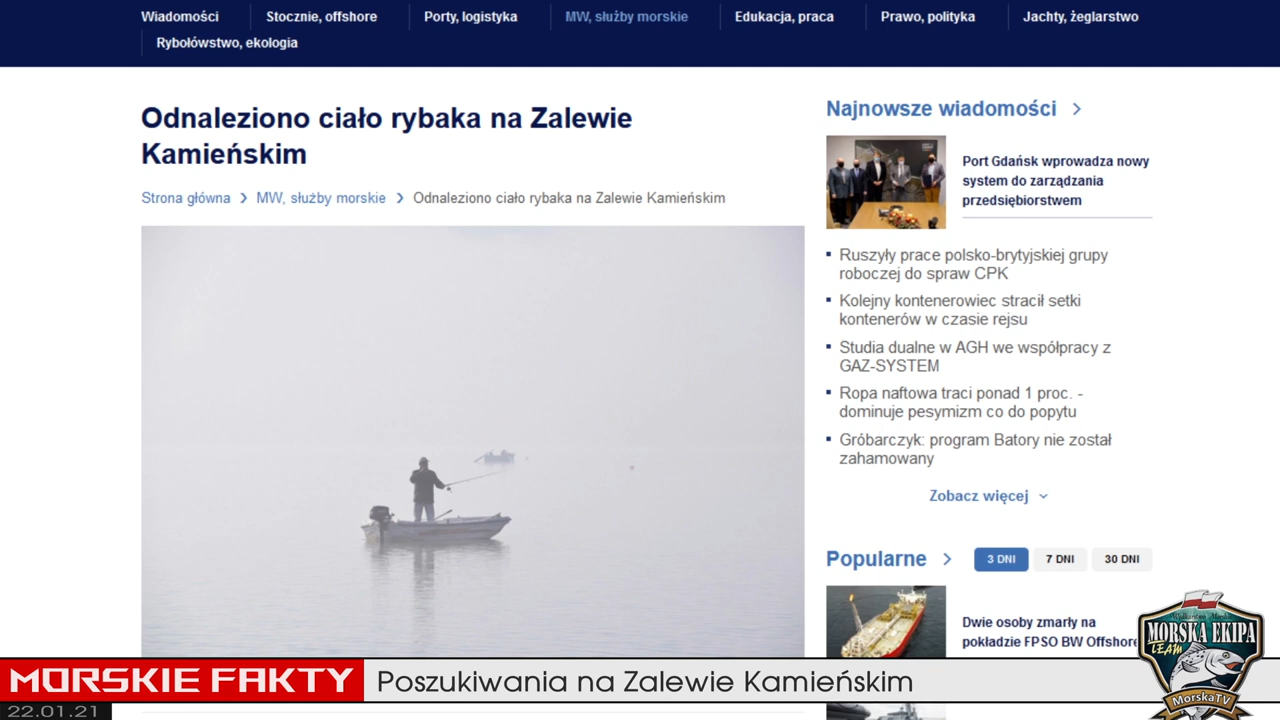 Wiadomości
Stocznie, offshore
Porty, logistyka
MW, służby morskie
Edukacja, praca
Prawo, polityka
Jachty, żeglarstwo
Rybołówstwo, ekologia
Odnaleziono ciało rybaka na Zalewie
Kamieńskim
Strona główna
MW, służby morskie
Odnaleziono ciało rybaka na Zalewie Kamieńskim
Najnowsze wiadomości
Port Gdańsk wprowadza nowy
system do zarządzania
przedsiębiorstwem
Ruszyły prace polsko-brytyjskiej grupy
roboczej do spraw CPK
Kolejny kontenerowiec stracił setki
kontenerów w czasie rejsu
Studia dualne w AGH we współpracy z
GAZ-SYSTEM
Ropa naftowa traci ponad 1 proc. -
dominuje pesymizm co do popytu
Gróbarczyk: program Batory nie został
zahamowany
Zobacz więcej
Popularne
3 DNI
7 DNI
30 DNI
Dwie osoby zmarły na
pokładzie FPSO BW Offshore
MORSKA EKIPA
TEAM
MorskaTV
MORSKIE FAKTY
Poszukiwania na Zalewie Kamieńskim
22.01.21